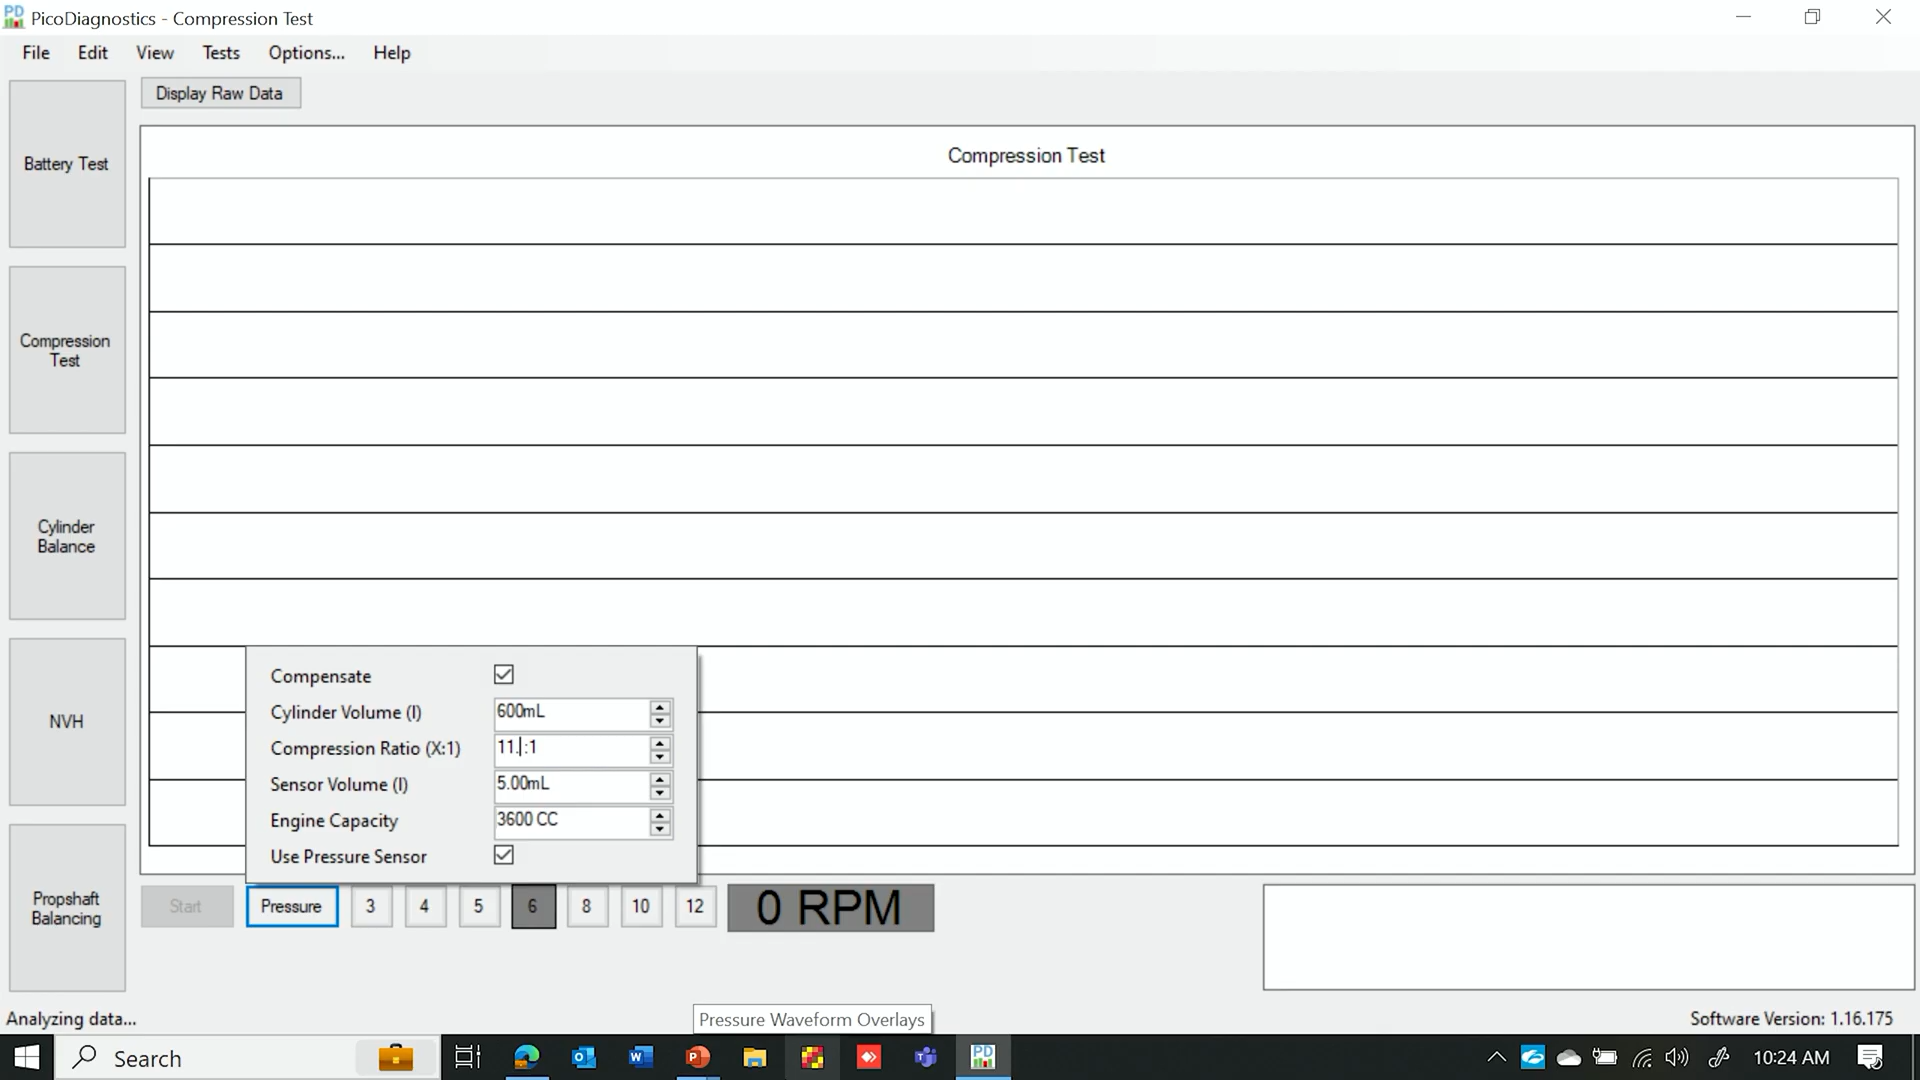 PD PicoDiagnostics - Compression Test
File Edit View Tests Options... Help
Display Raw Data
Battery Test
Compression
Test
Cylinder
Balance
NVH
Propshaft
Balancing
Compression Test
Compensate
Cylinder Volume (l) 600mL
Compression Ratio (X:1) 11.:1
Sensor Volume (l) 5.00mL
Engine Capacity 3600 CC
Use Pressure Sensor
Start Pressure 3 4 5 6 8 10 12 0 RPM
Analyzing data... Pressure Waveform Overlays Software Version: 1.16.175
Search PD 10:24 AM